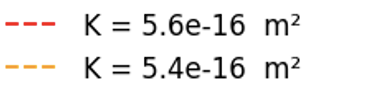 K = 5.6e-16 m²
K = 5.4e-16 m²